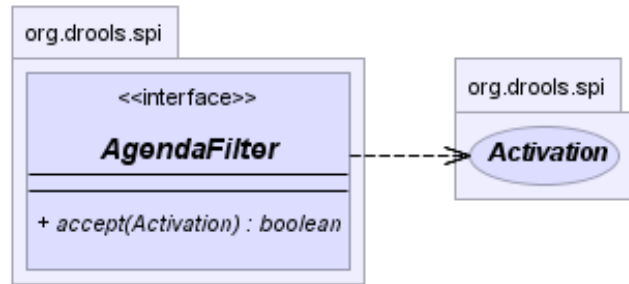 org.drools.spi
<<interface>>
AgendaFilter
+ accept(Activation) : boolean
org.drools.spi
Activation